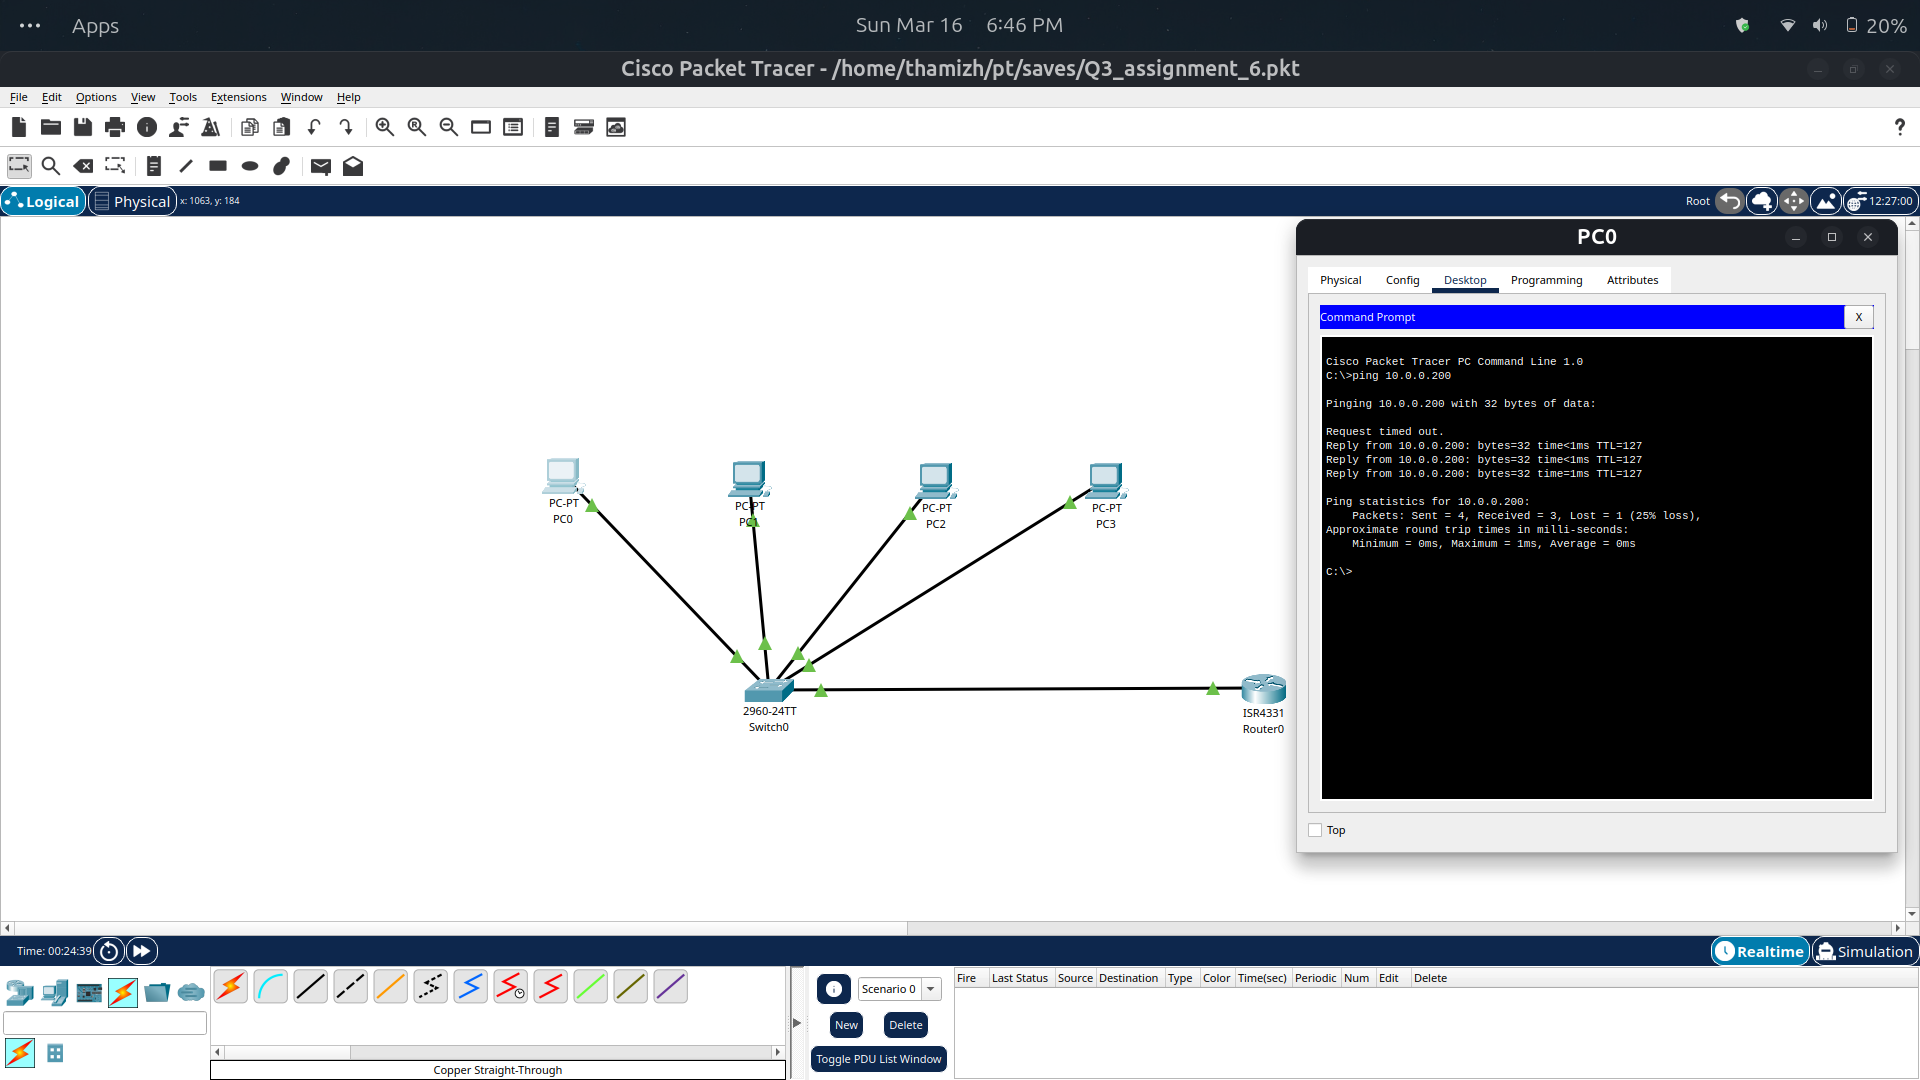 Apps
Sun Mar 16 6:46 PM
20%
Cisco Packet Tracer - /home/thamizh/pt/saves/Q3_assignment_6.pkt
File Edit Options View Tools Extensions Window Help
?
Logical Physical x: 1063, y: 184
Root 12:27:00
PC0
Physical Config Desktop Programming Attributes
Command Prompt
X
Cisco Packet Tracer PC Command Line 1.0
C:\>ping 10.0.0.200
Pinging 10.0.0.200 with 32 bytes of data:
Request timed out.
Reply from 10.0.0.200: bytes=32 time<1ms TTL=127
Reply from 10.0.0.200: bytes=32 time<1ms TTL=127
Reply from 10.0.0.200: bytes=32 time=1ms TTL=127
Ping statistics for 10.0.0.200:
Packets: Sent = 4, Received = 3, Lost = 1 (25% loss),
Approximate round trip times in milli-seconds:
Minimum = 0ms, Maximum = 1ms, Average = 0ms
C:\>
Top
PC-PT
PC0
PC-PT
PC1
PC-PT
PC2
PC-PT
PC3
2960-24TT
Switch0
ISR4331
Router0
Time: 00:24:39
Realtime Simulation
Scenario 0
New Delete
Toggle PDU List Window
Fire Last Status Source Destination Type Color Time(sec) Periodic Num Edit Delete
Copper Straight-Through